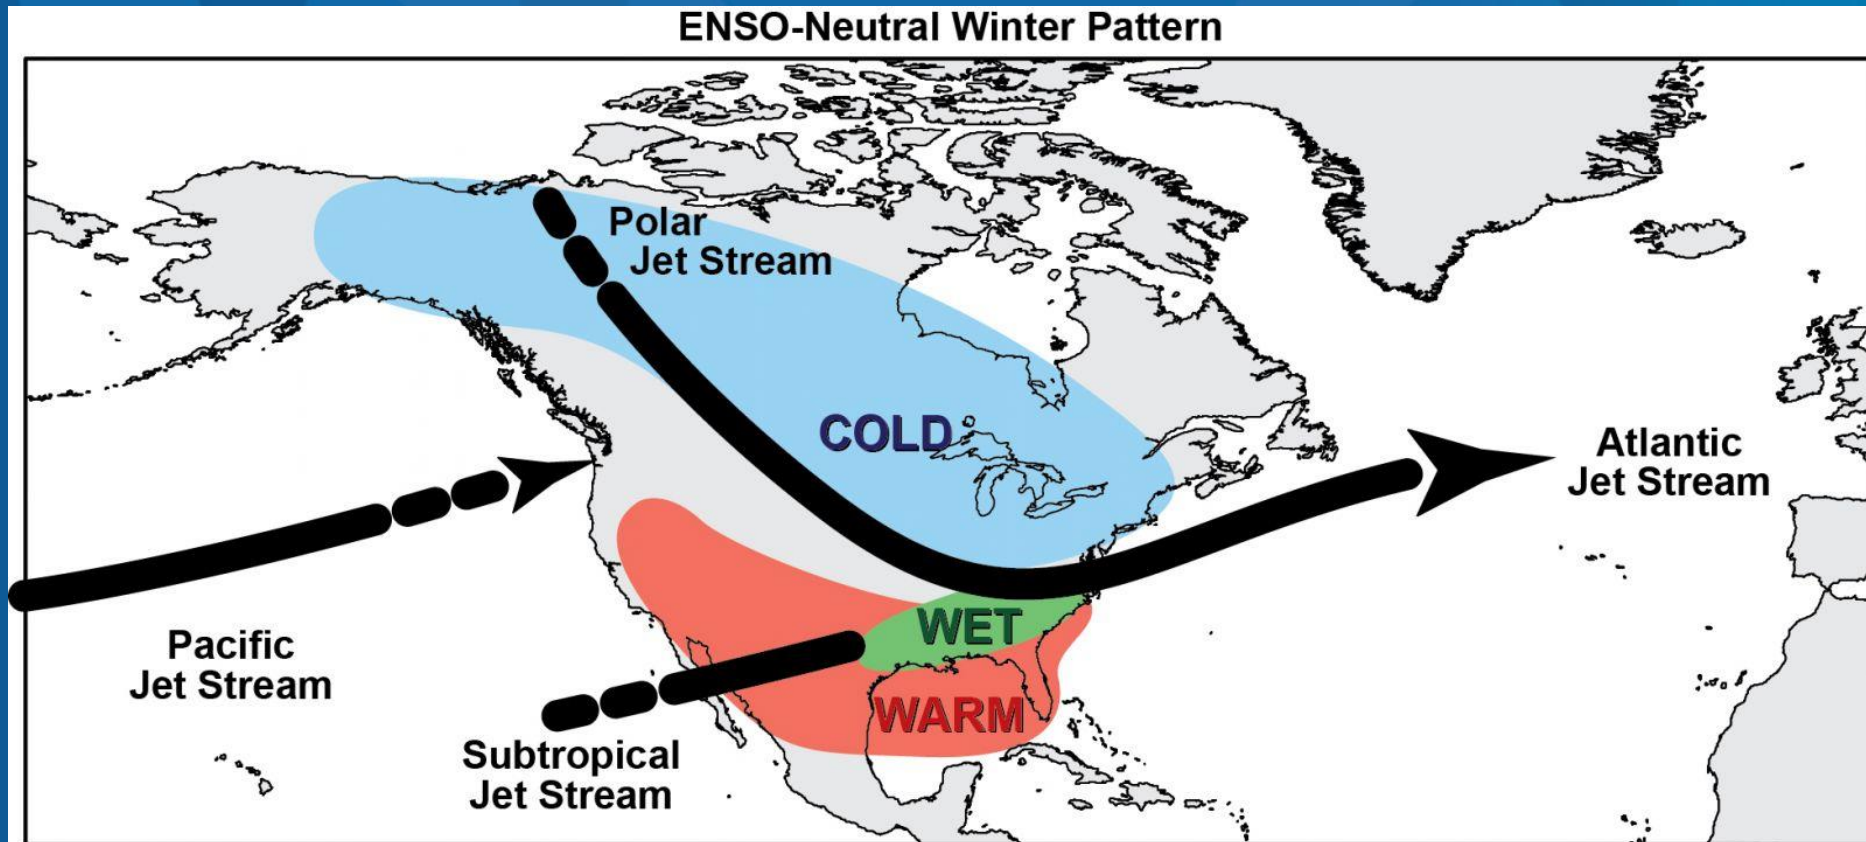 ENSO-Neutral Winter Pattern
Polar
Jet Stream
COLD
Atlantic
Jet Stream
WET
Pacific
Jet Stream
WARM
Subtropical
Jet Stream